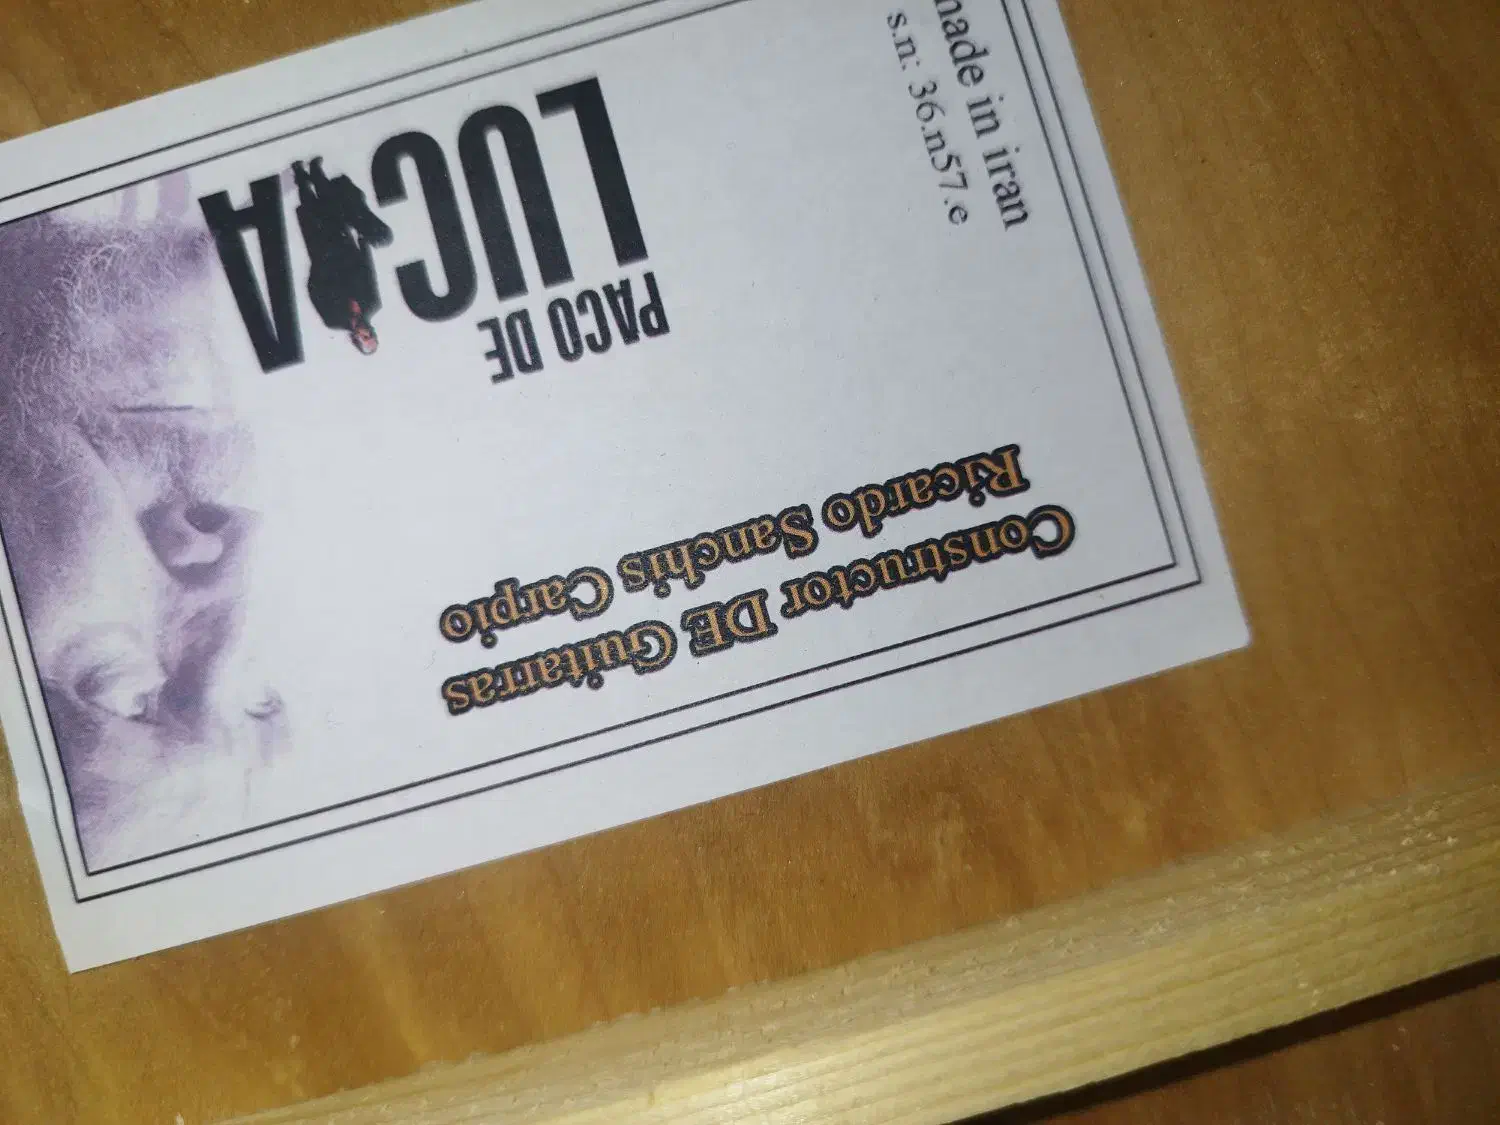 PACO DE
LUCIA
Constructor DE Guitarras
Ricardo Sanchis Carpio
made in iran
s.n: 36.n57.e